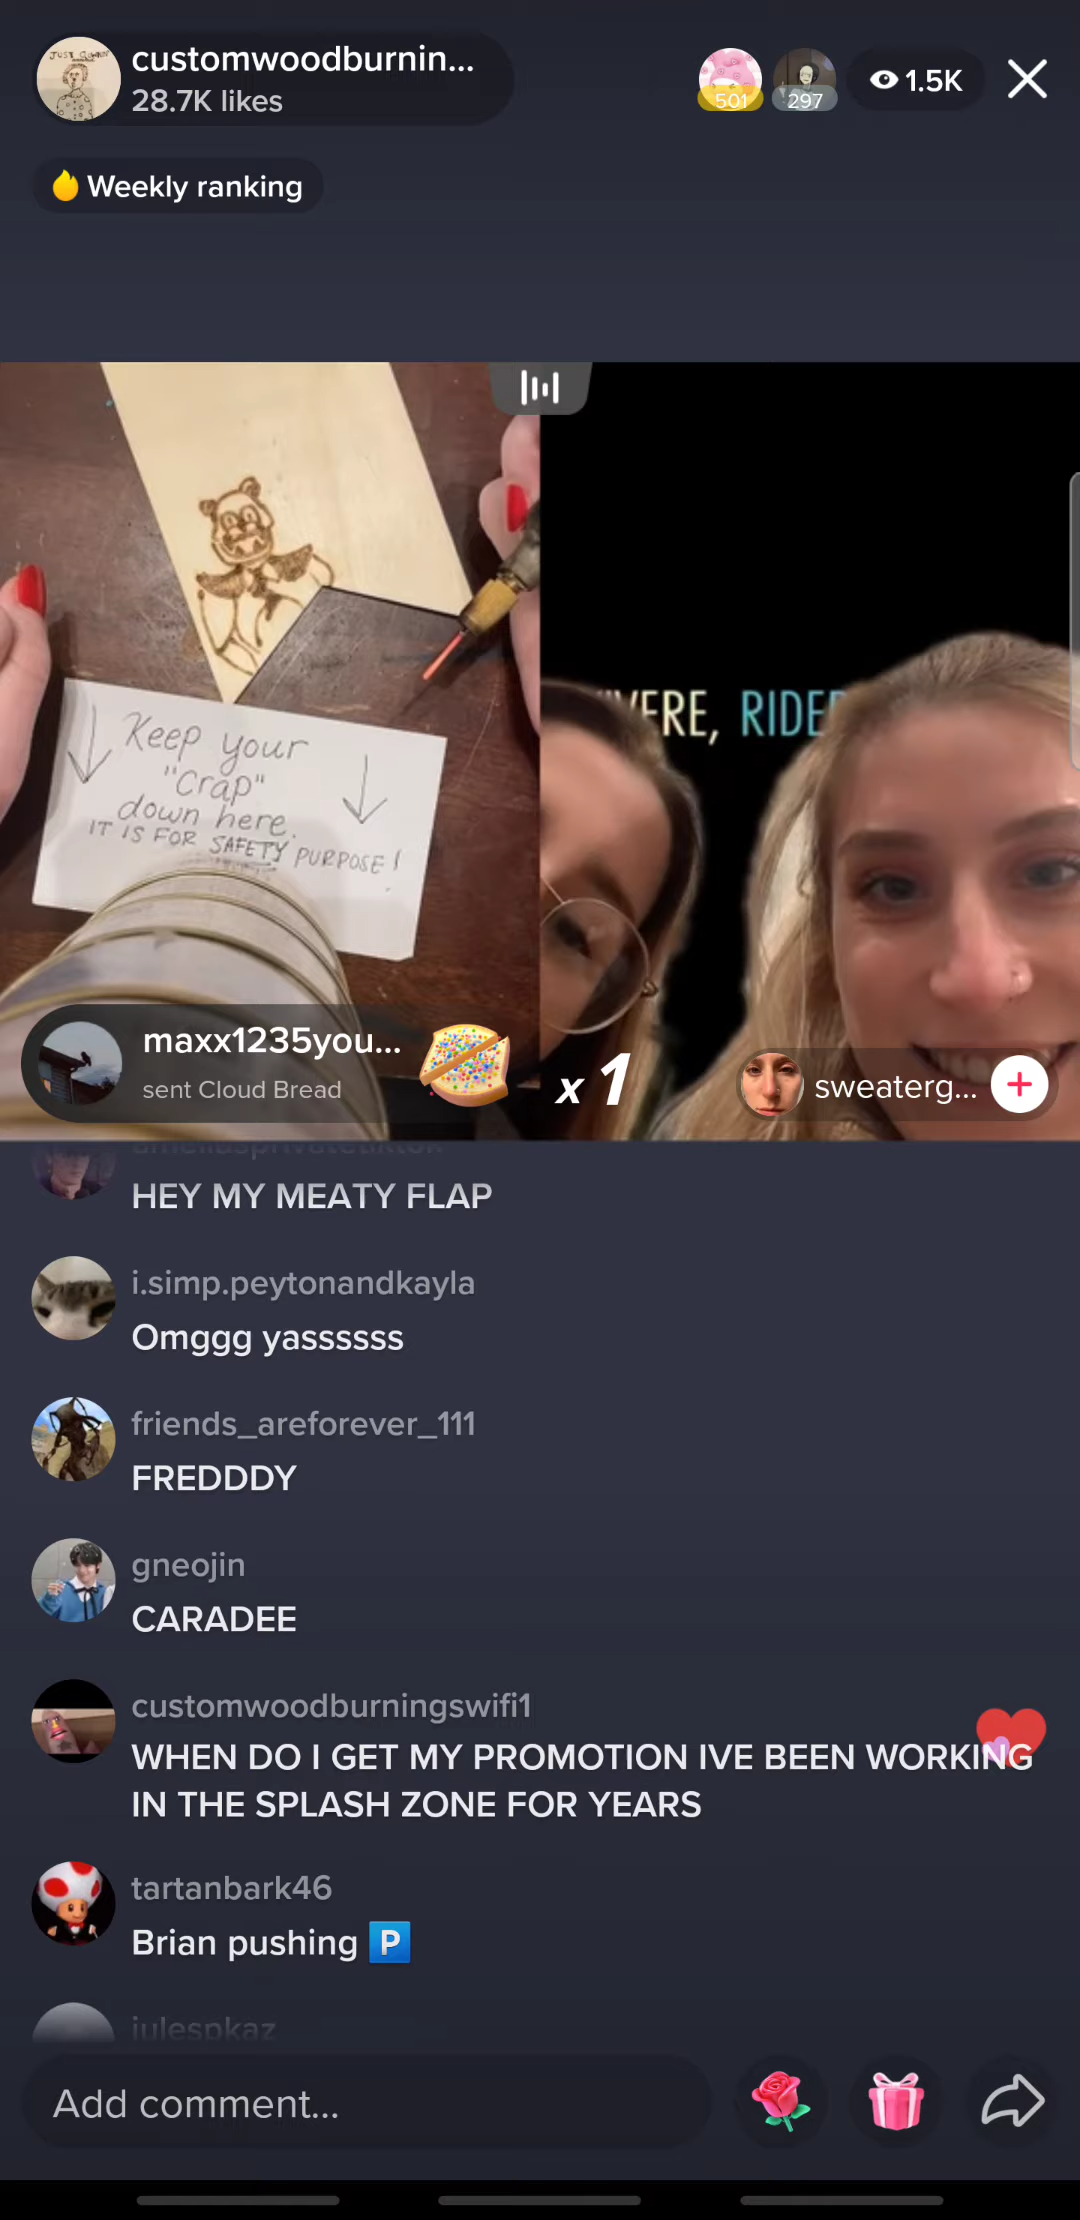 customwoodburnin...
28.7K likes
501
297
1.5K
Weekly ranking
JUST
Keep your
"Crap"
down here.
IT IS FOR SAFETY PURPOSE!
RIDE
maxx1235you...
sent Cloud Bread
x 1
sweaterg...
HEY MY MEATY FLAP
i.simp.peytonandkayla
Omggg yassssss
friends_areforever_111
FREDDDY
gneojin
CARADEE
customwoodburningswifi1
WHEN DO I GET MY PROMOTION IVE BEEN WORKING
IN THE SPLASH ZONE FOR YEARS
tartanbark46
Brian pushing 🅿️
julespkaz
Add comment...